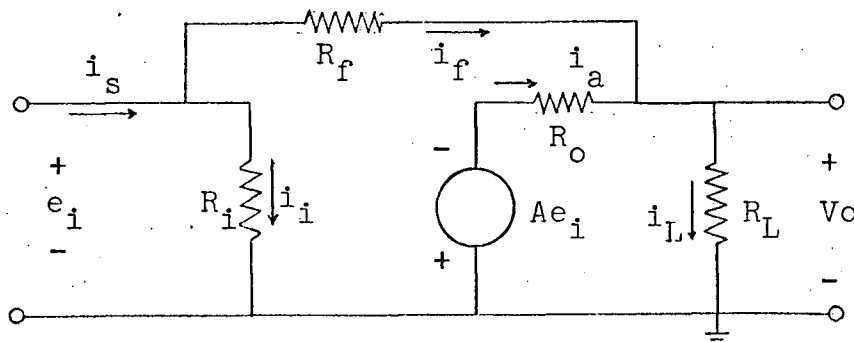 R_f
i_f
i_s
i_a
R_o
+
e_i
-
R_i
i_i
-
+
Ae_i
i_L
R_L
+
Vo
-